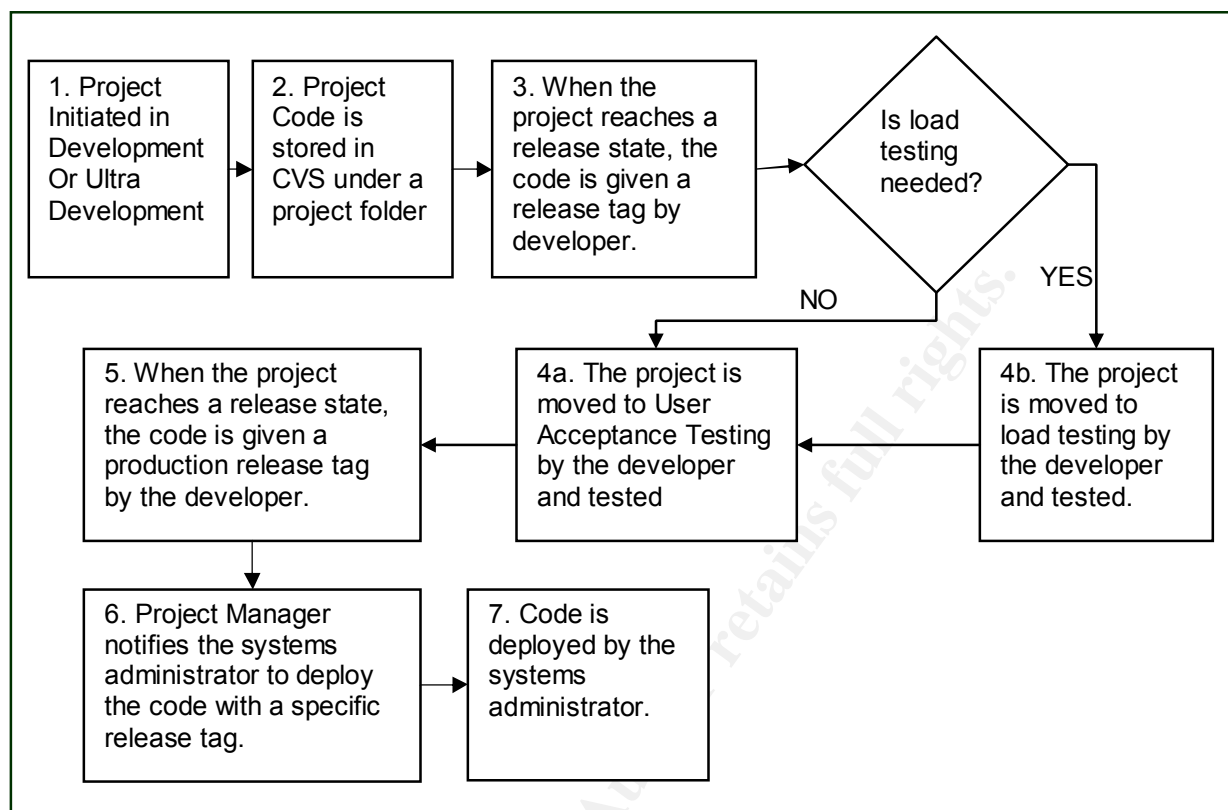 1. Project
Initiated in
Development
Or Ultra
Development
2. Project
Code is
stored in
CVS under a
project folder
3. When the
project reaches a
release state, the
code is given a
release tag by
developer.
Is load
testing
needed?
NO
YES
5. When the project
reaches a release state,
the code is given a
production release tag
by the developer.
4a. The project is
moved to User
Acceptance Testing
by the developer
and tested
4b. The project
is moved to
load testing by
the developer
and tested.
6. Project Manager
notifies the systems
administrator to deploy
the code with a specific
release tag.
7. Code is
deployed by the
systems
administrator.
retains full rights.